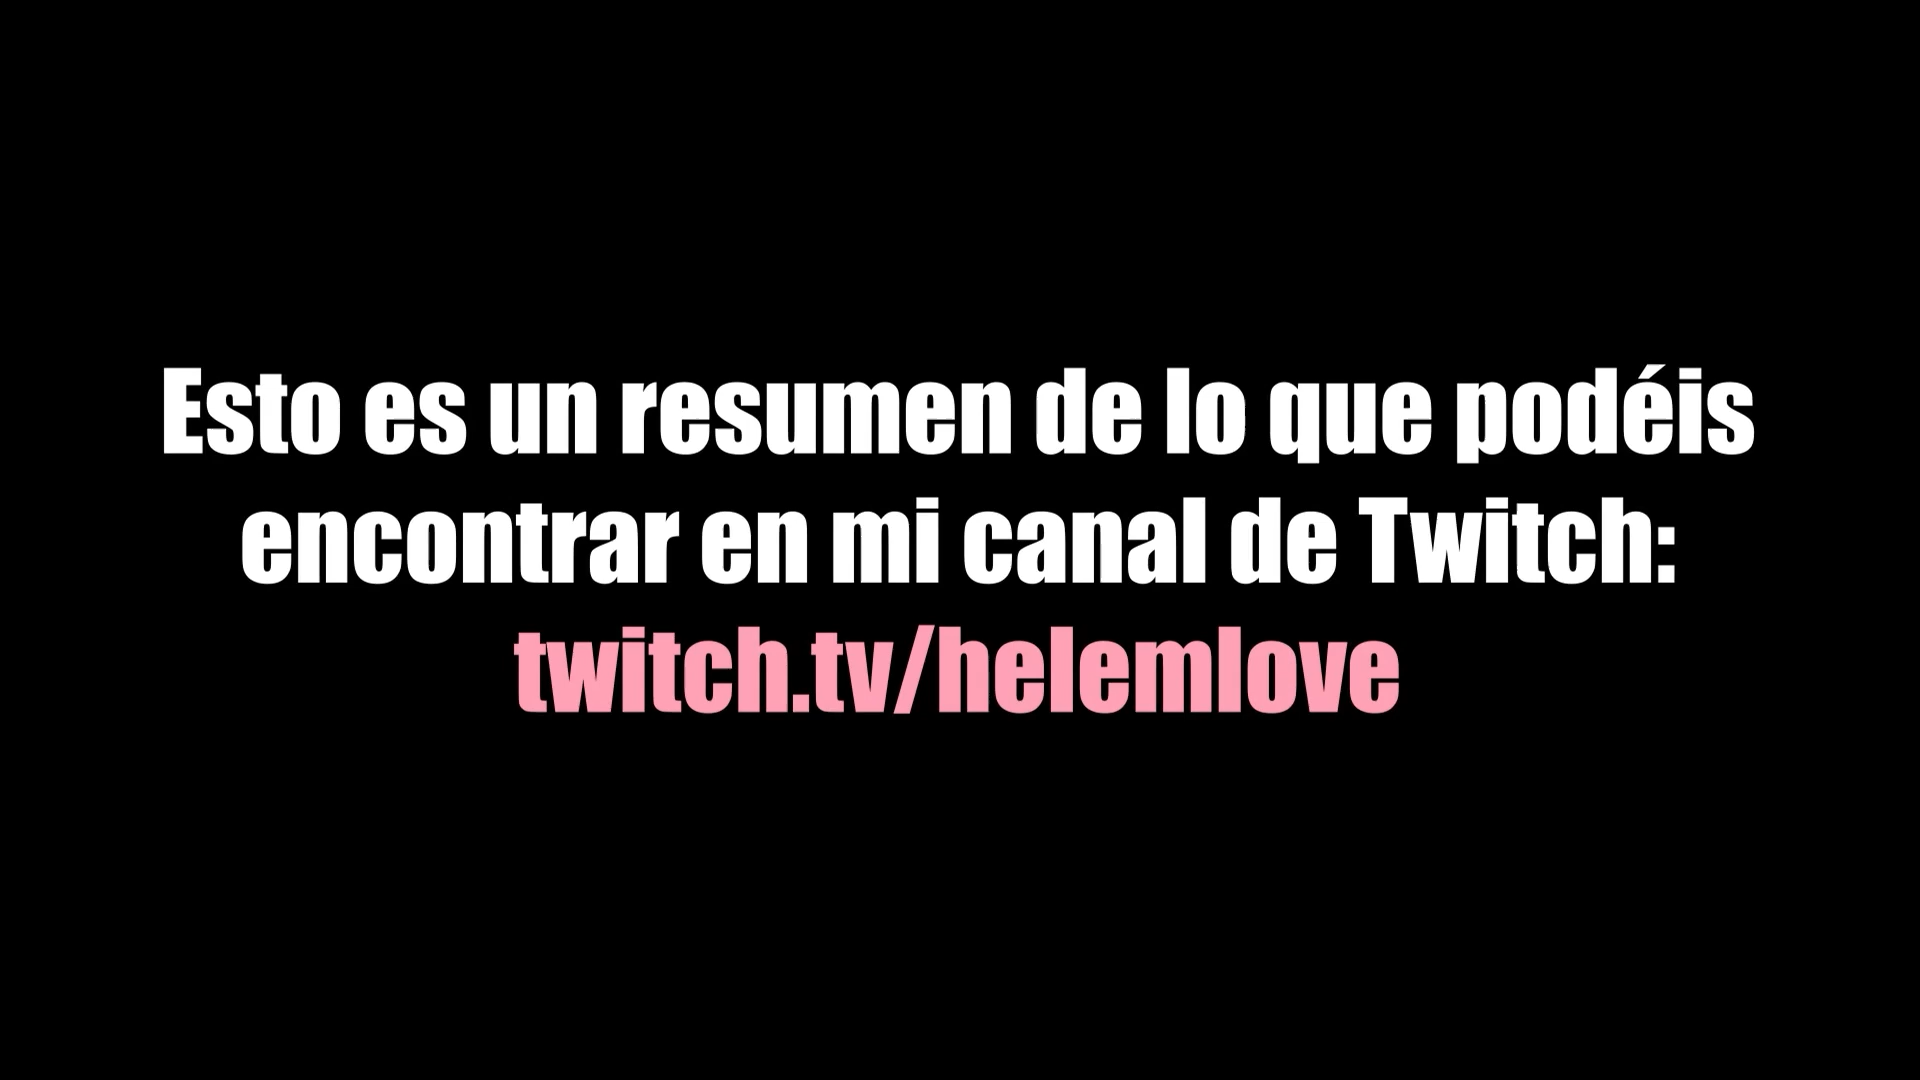 Esto es un resumen de lo que podéis
encontrar en mi canal de Twitch:
twitch.tv/helemlove